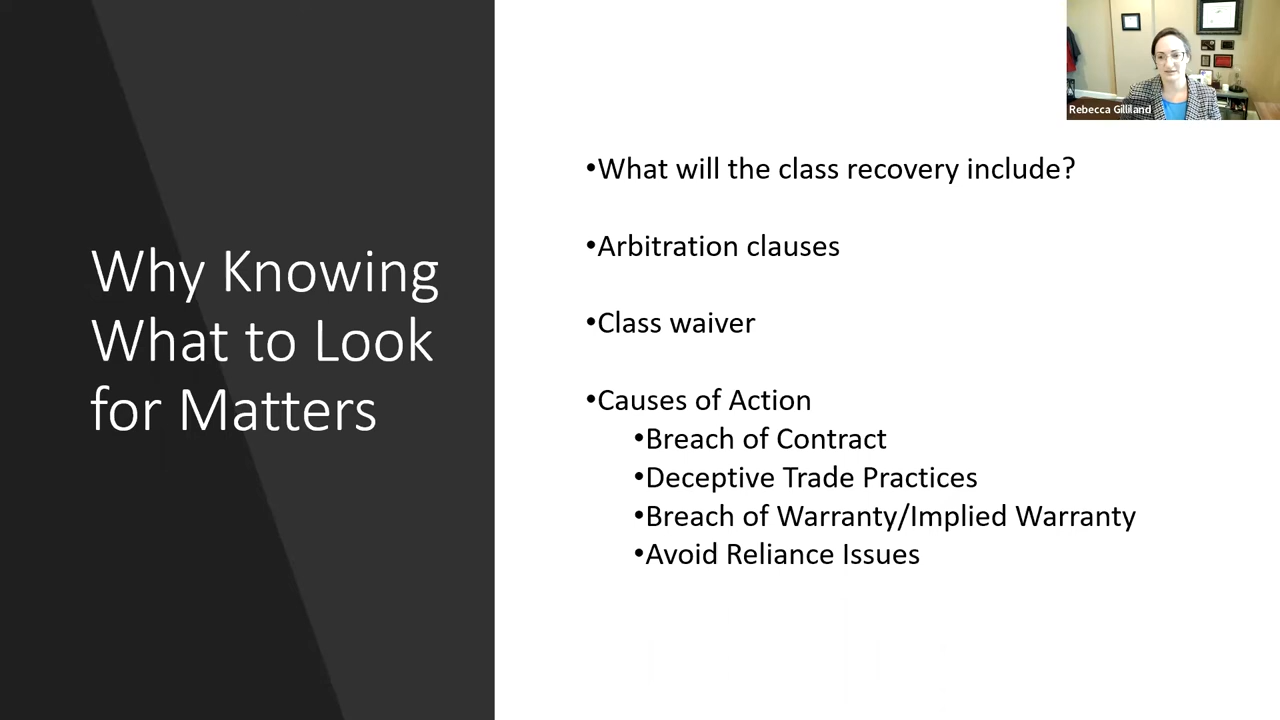 Why Knowing
What to Look
for Matters
•What will the class recovery include?
•Arbitration clauses
•Class waiver
•Causes of Action
•Breach of Contract
•Deceptive Trade Practices
•Breach of Warranty/Implied Warranty
•Avoid Reliance Issues
Rebecca Gilliland